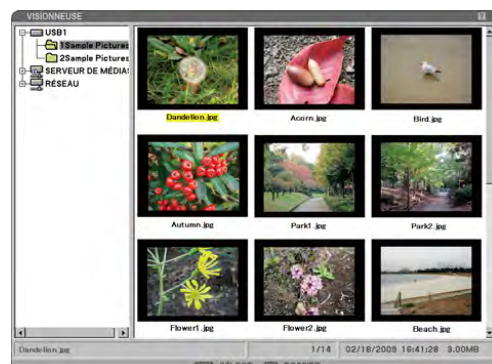 VISIONNEUSE
USB1
1Sample Pictures
2Sample Pictures
SERVEUR DE MÉDIAS
RÉSEAU
Dandelion.jpg
Acorn.jpg
Bird.jpg
Autumn.jpg
Park1.jpg
Park2.jpg
Flower1.jpg
Flower2.jpg
Beach.jpg
Dandelion.jpg
1/14
02/18/2009 16:41:28
3.00MB